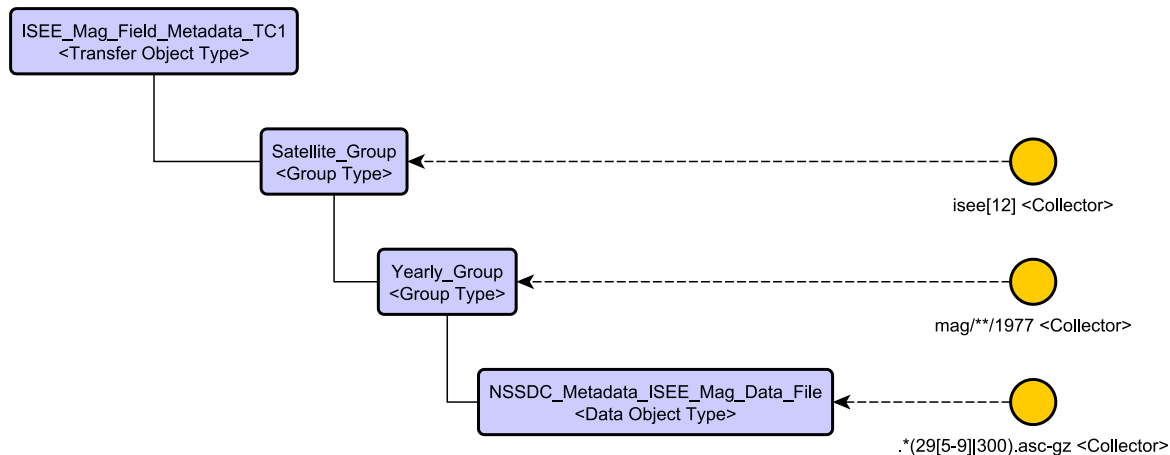 ISEE_Mag_Field_Metadata_TC1
<Transfer Object Type>
Satellite_Group
<Group Type>
isee[12] <Collector>
Yearly_Group
<Group Type>
mag/**/1977 <Collector>
NSSDC_Metadata_ISEE_Mag_Data_File
<Data Object Type>
.*(29[5-9]|300).asc-gz <Collector>